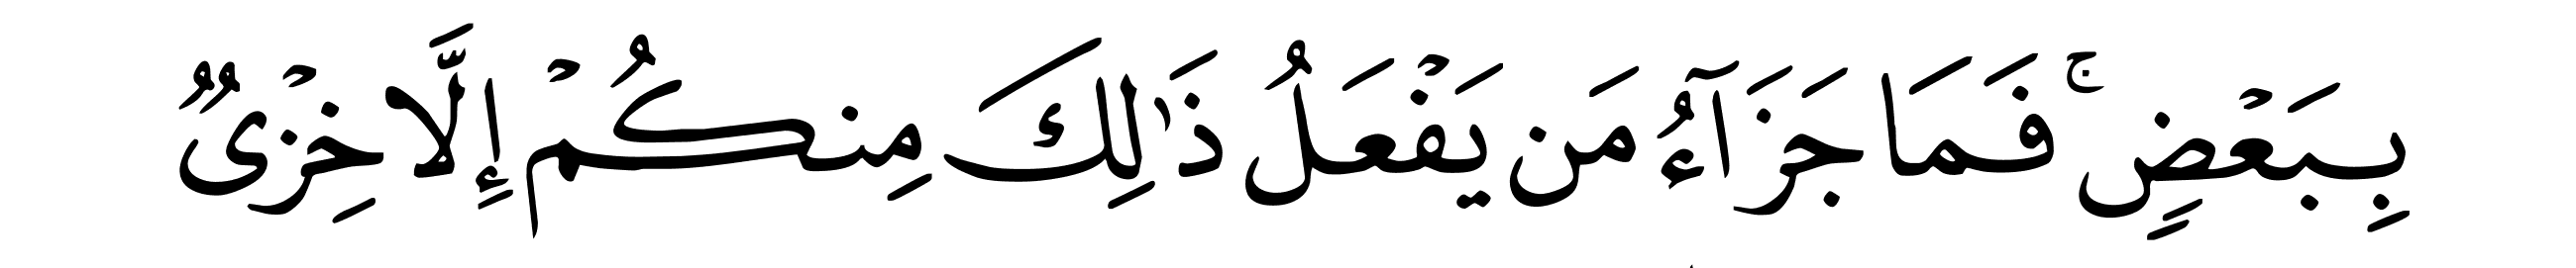 بِبَعْضٍ ۚ فَمَا جَزَآءُ مَن يَفْعَلُ ذَٰلِكَ مِنكُمْ إِلَّا خِزْىٌ